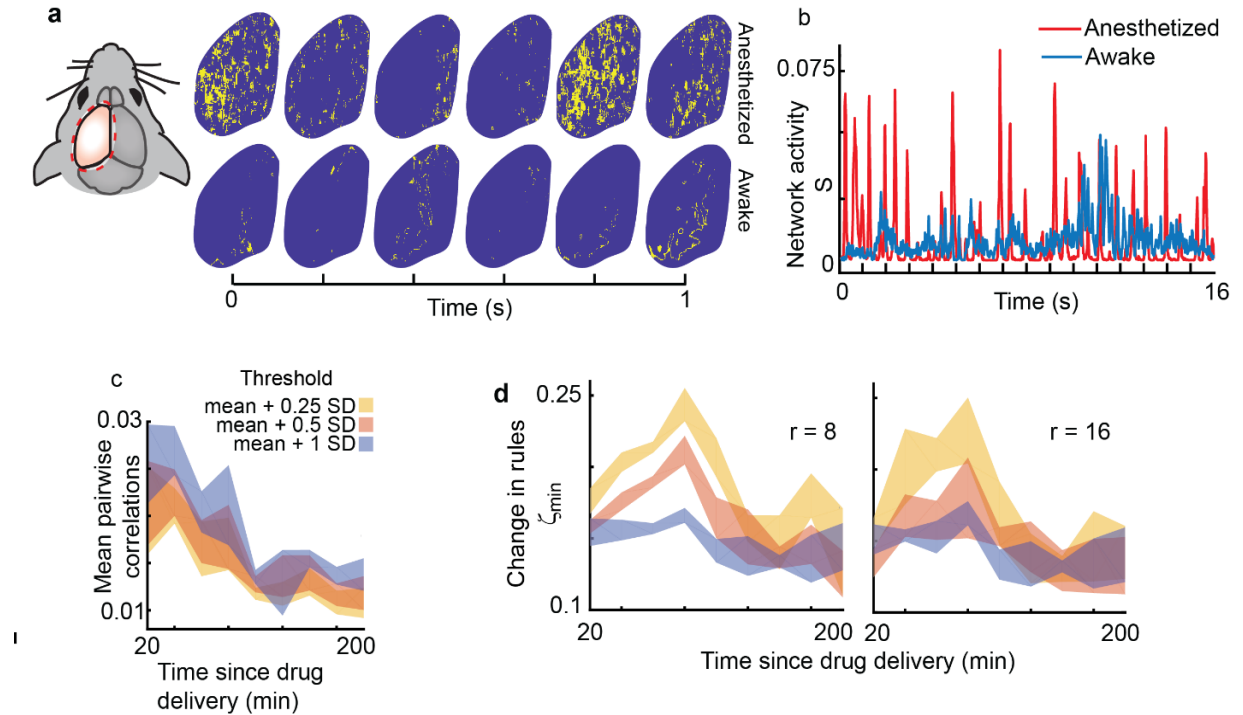 a
Anesthetized
Awake
0
1
Time (s)
b
Anesthetized
Awake
0.075
0
Network activity
S
0
16
Time (s)
c
Threshold
mean + 0.25 SD
mean + 0.5 SD
mean + 1 SD
0.03
0.01
Mean pairwise
correlations
20
200
Time since drug
delivery (min)
d
0.25
0.1
Change in rules
ζmin
r = 8
r = 16
20
200
20
200
Time since drug delivery (min)